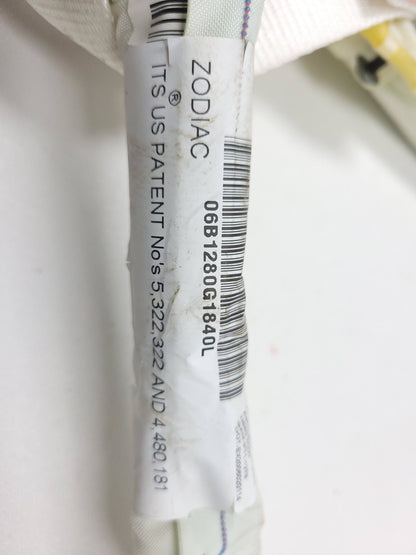 ZODIAC
®
ITS US PATENT No's 5,322,322 AND 4,480,181
06B1280G1840L